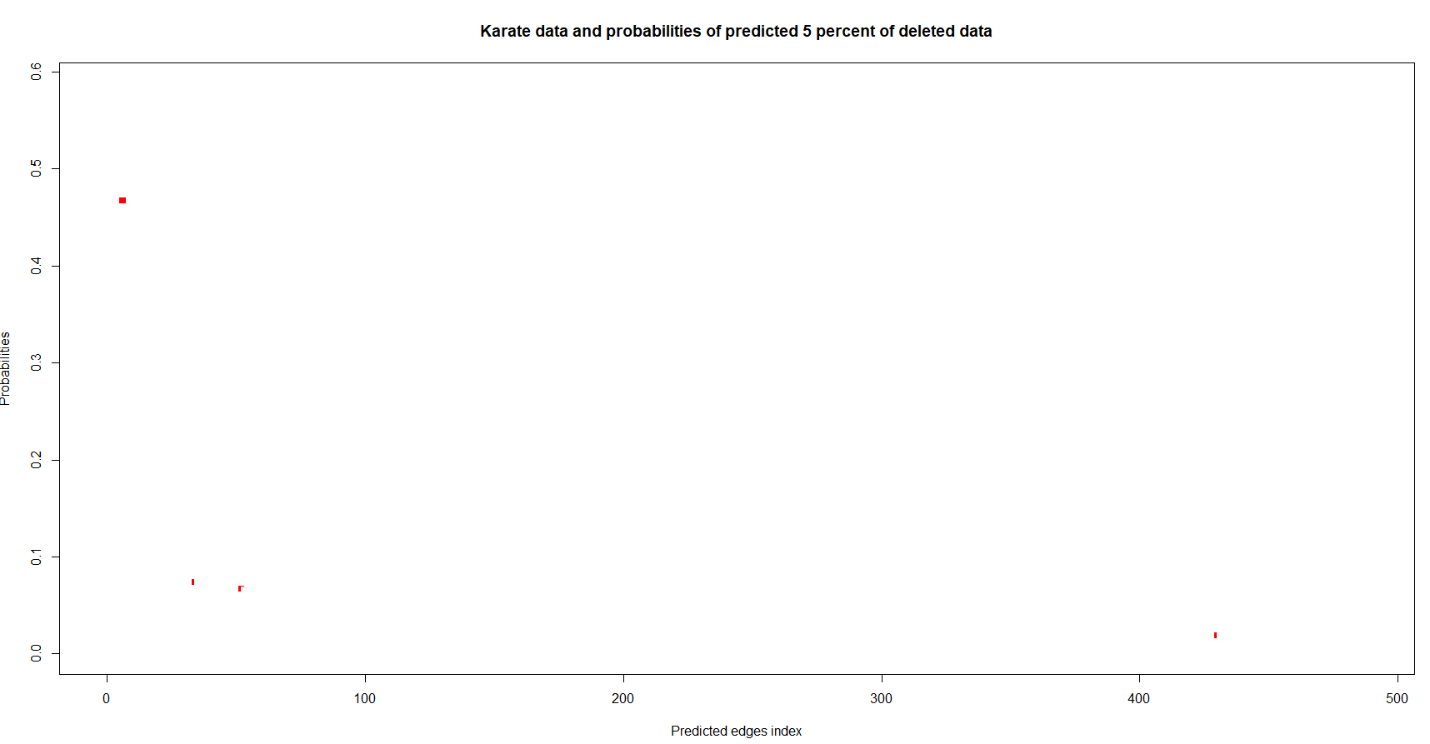 Karate data and probabilities of predicted 5 percent of deleted data
0.6
0.5
0.4
0.3
0.2
0.1
0.0
Probabilities
0 100 200 300 400 500
Predicted edges index